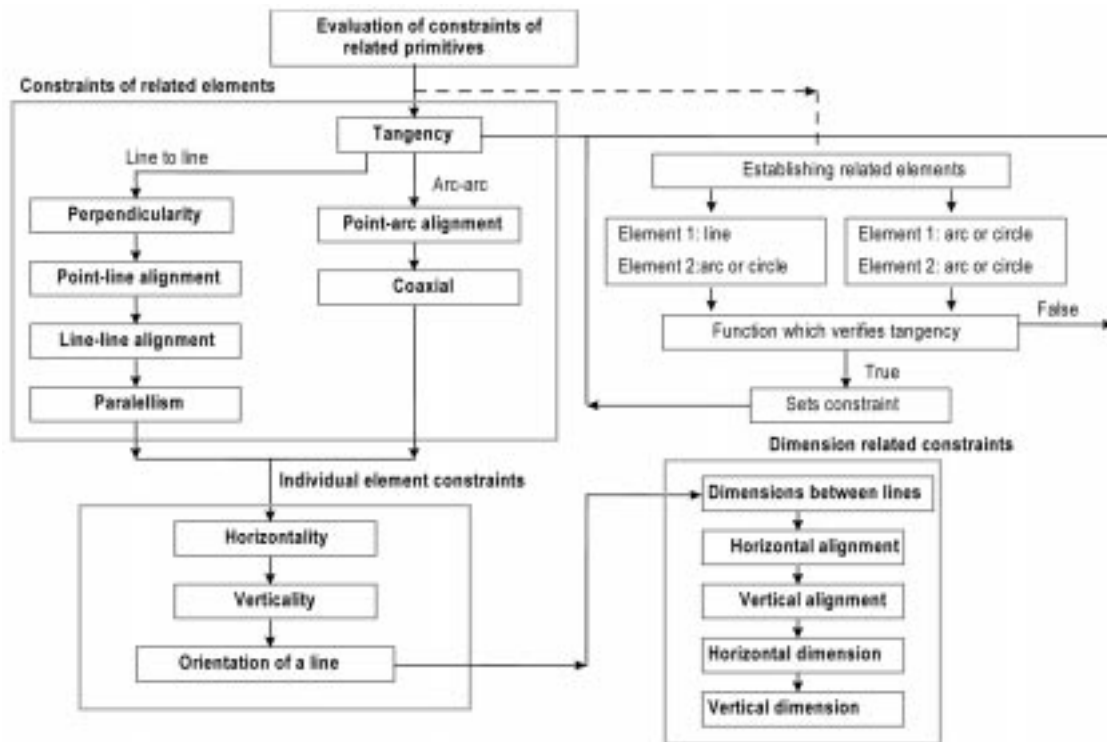 Evaluation of constraints of
related primitives
Constraints of related elements
Tangency
Line to line
Arc-arc
Perpendicularity
Point-line alignment
Line-line alignment
Paralellism
Point-arc alignment
Coaxial
Establishing related elements
Element 1: line
Element 2:arc or circle
Element 1: arc or circle
Element 2: arc or circle
Function which verifies tangency
False
True
Sets constraint
Individual element constraints
Horizontality
Verticality
Orientation of a line
Dimension related constraints
Dimensions between lines
Horizontal alignment
Vertical alignment
Horizontal dimension
Vertical dimension